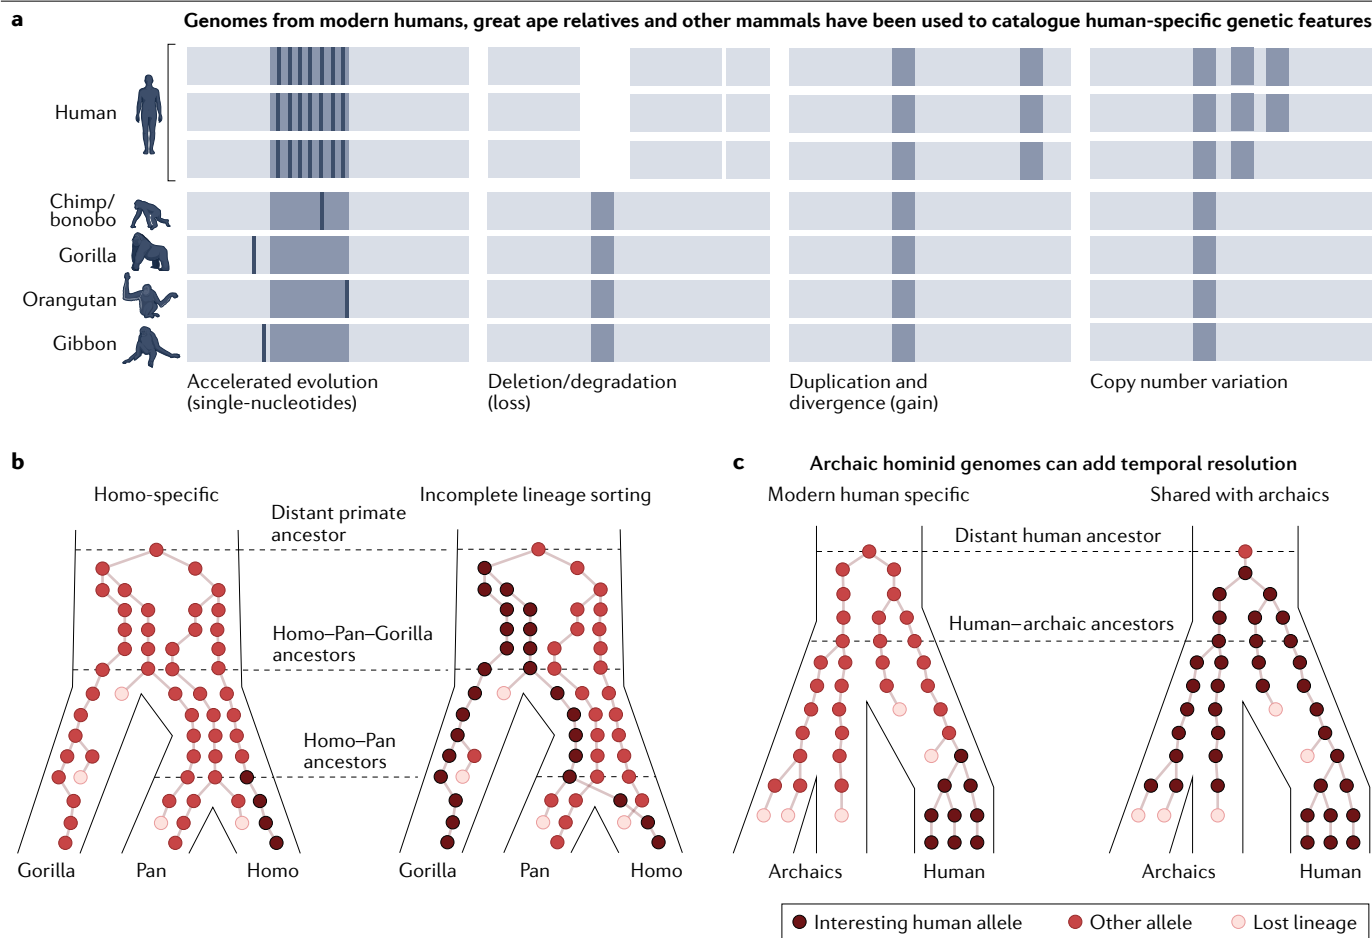 a
Genomes from modern humans, great ape relatives and other mammals have been used to catalogue human-specific genetic features
Human
Chimp/
bonobo
Gorilla
Orangutan
Gibbon
Accelerated evolution
(single-nucleotides)
Deletion/degradation
(loss)
Duplication and
divergence (gain)
Copy number variation
b
Homo-specific
Incomplete lineage sorting
Distant primate
ancestor
Homo–Pan–Gorilla
ancestors
Homo–Pan
ancestors
Gorilla
Pan
Homo
Gorilla
Pan
Homo
c
Archaic hominid genomes can add temporal resolution
Modern human specific
Shared with archaics
Distant human ancestor
Human–archaic ancestors
Archaics
Human
Archaics
Human
Interesting human allele
Other allele
Lost lineage